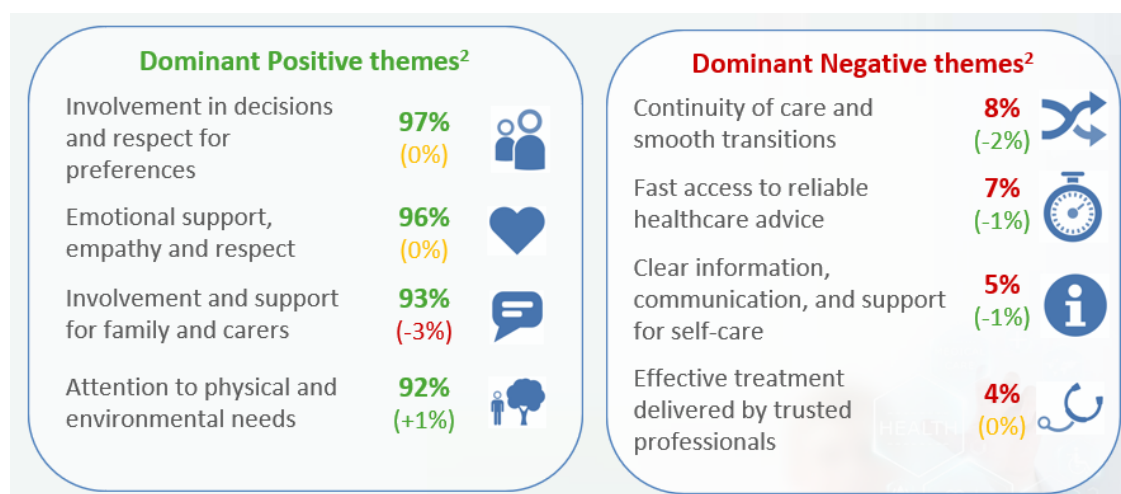 Dominant Positive themes²
Involvement in decisions
and respect for
preferences
97%
(0%)
Emotional support,
empathy and respect
96%
(0%)
Involvement and support
for family and carers
93%
(-3%)
Attention to physical and
environmental needs
92%
(+1%)
Dominant Negative themes²
Continuity of care and
smooth transitions
8%
(-2%)
Fast access to reliable
healthcare advice
7%
(-1%)
Clear information,
communication, and support
for self-care
5%
(-1%)
Effective treatment
delivered by trusted
professionals
4%
(0%)
HEALTH